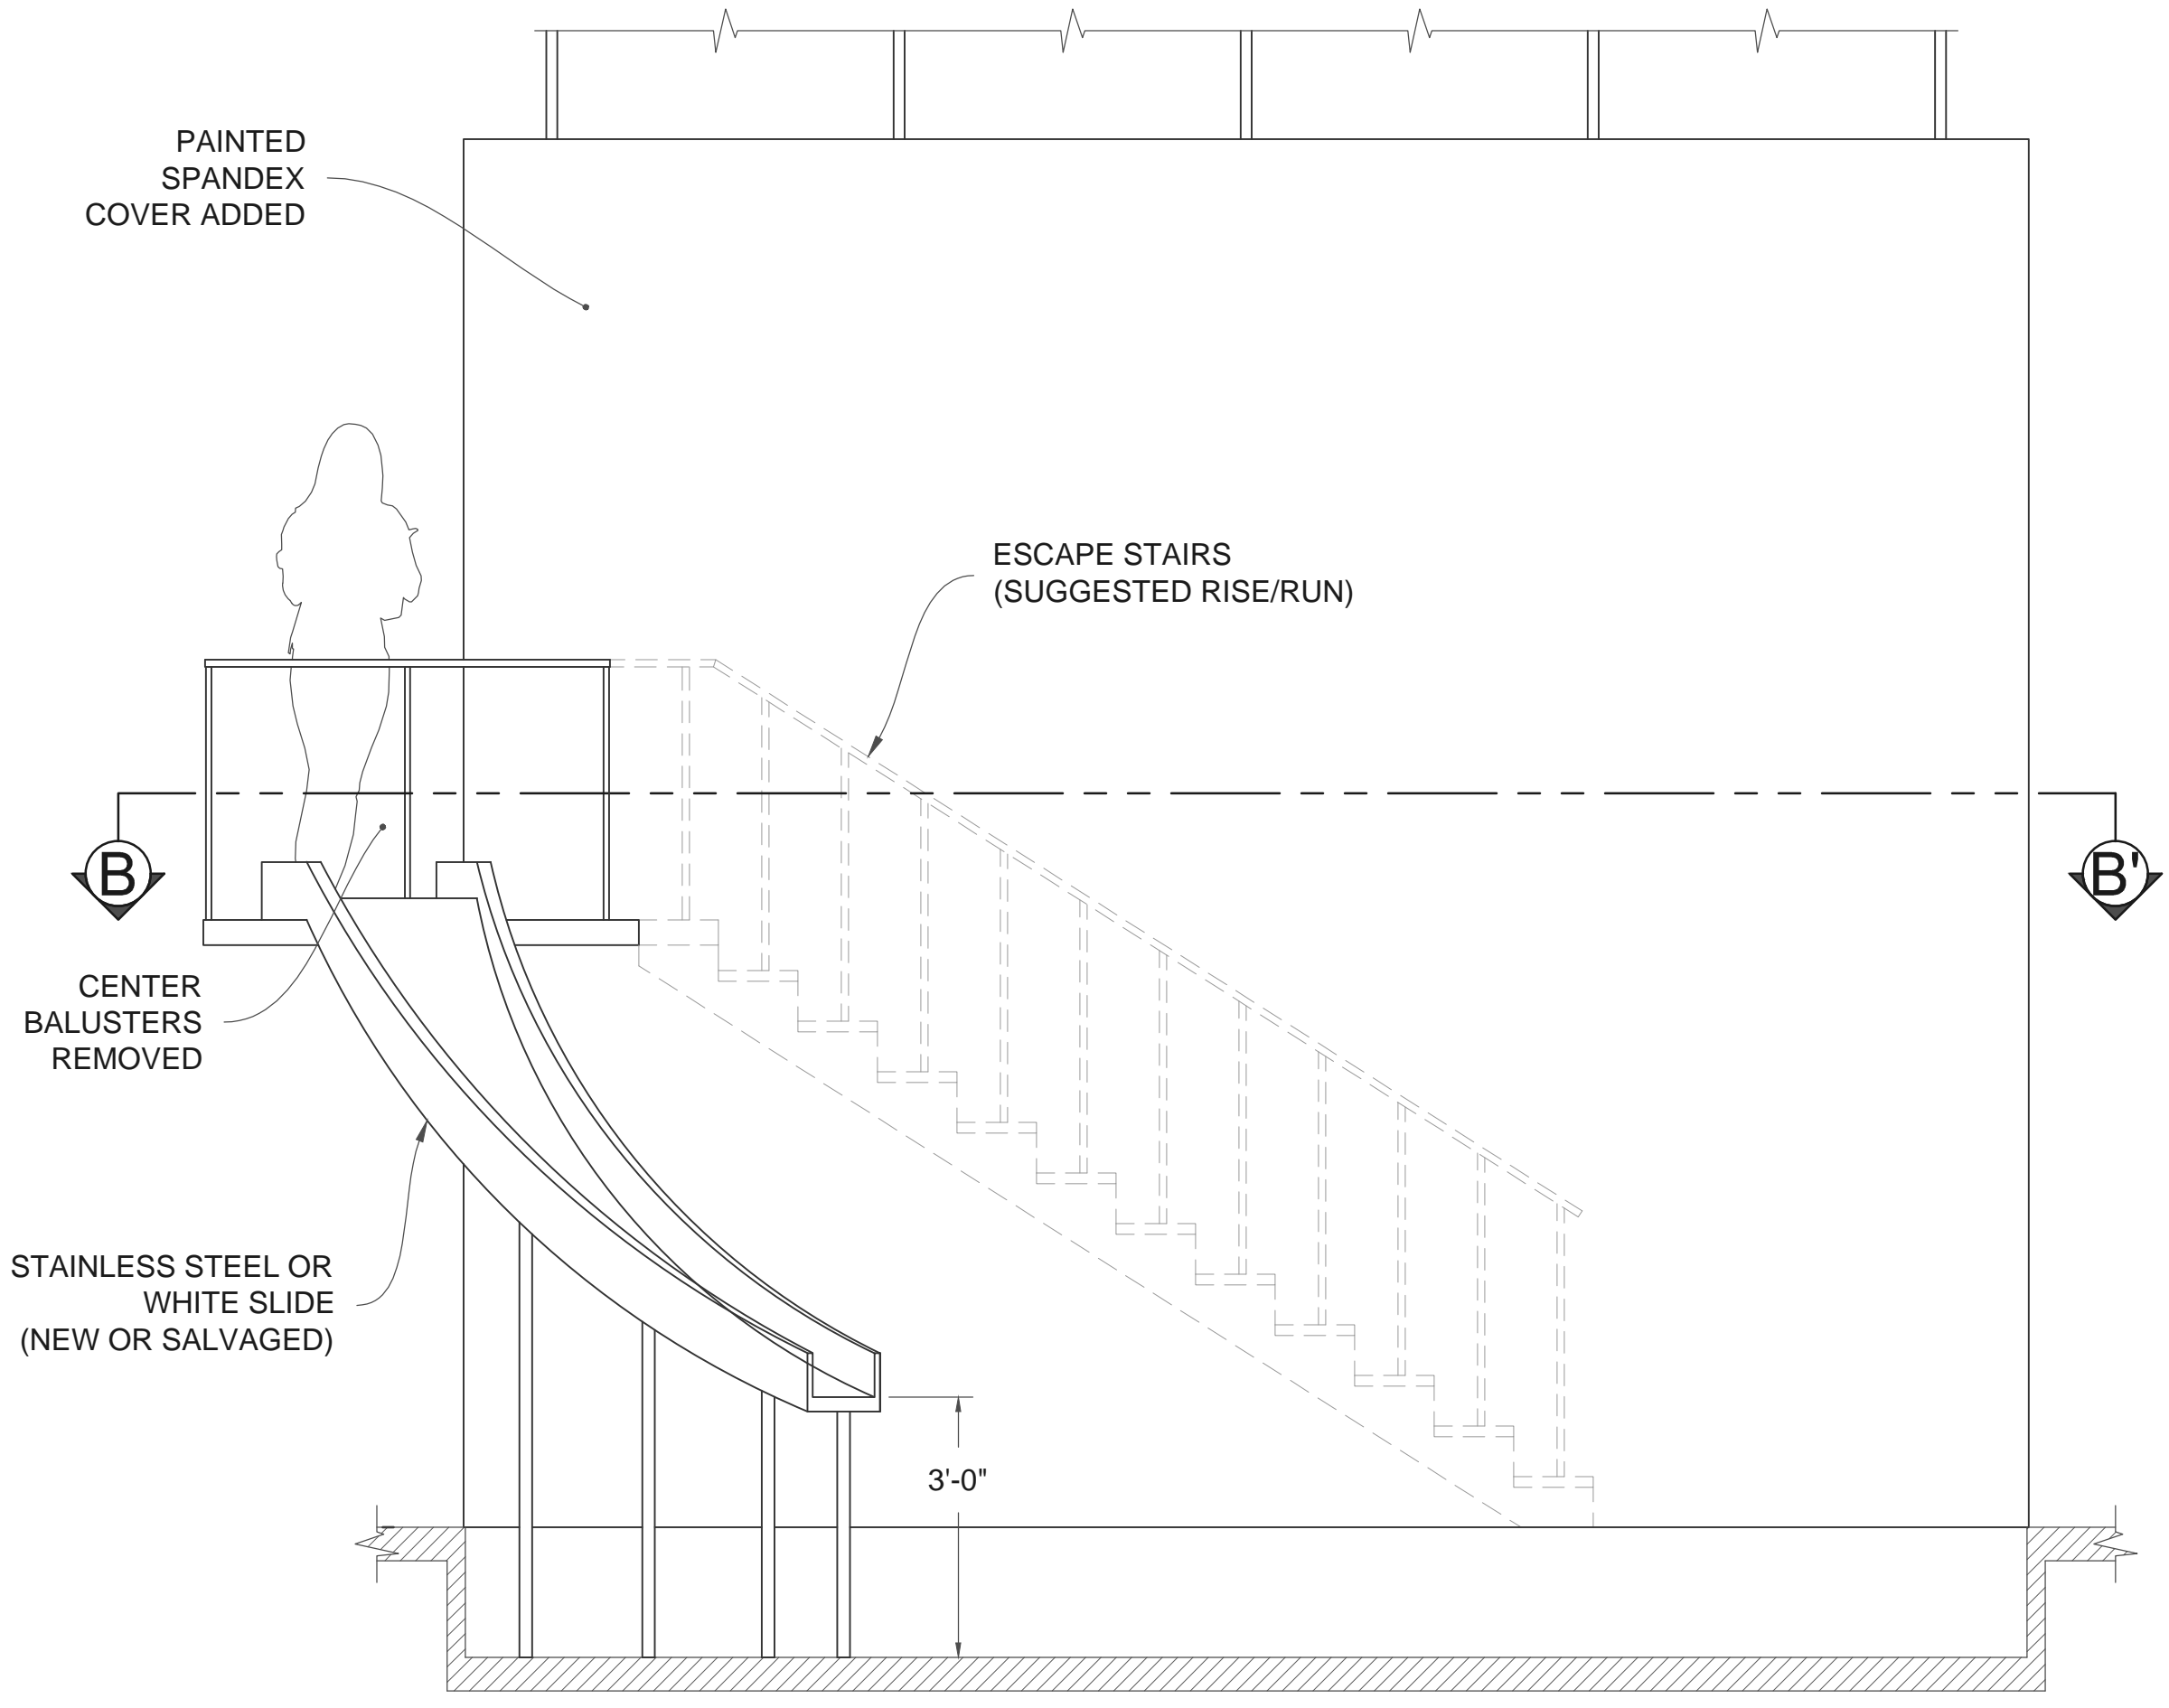 PAINTED
SPANDEX
COVER ADDED
ESCAPE STAIRS
(SUGGESTED RISE/RUN)
B
B'
CENTER
BALUSTERS
REMOVED
STAINLESS STEEL OR
WHITE SLIDE
(NEW OR SALVAGED)
3'-0"